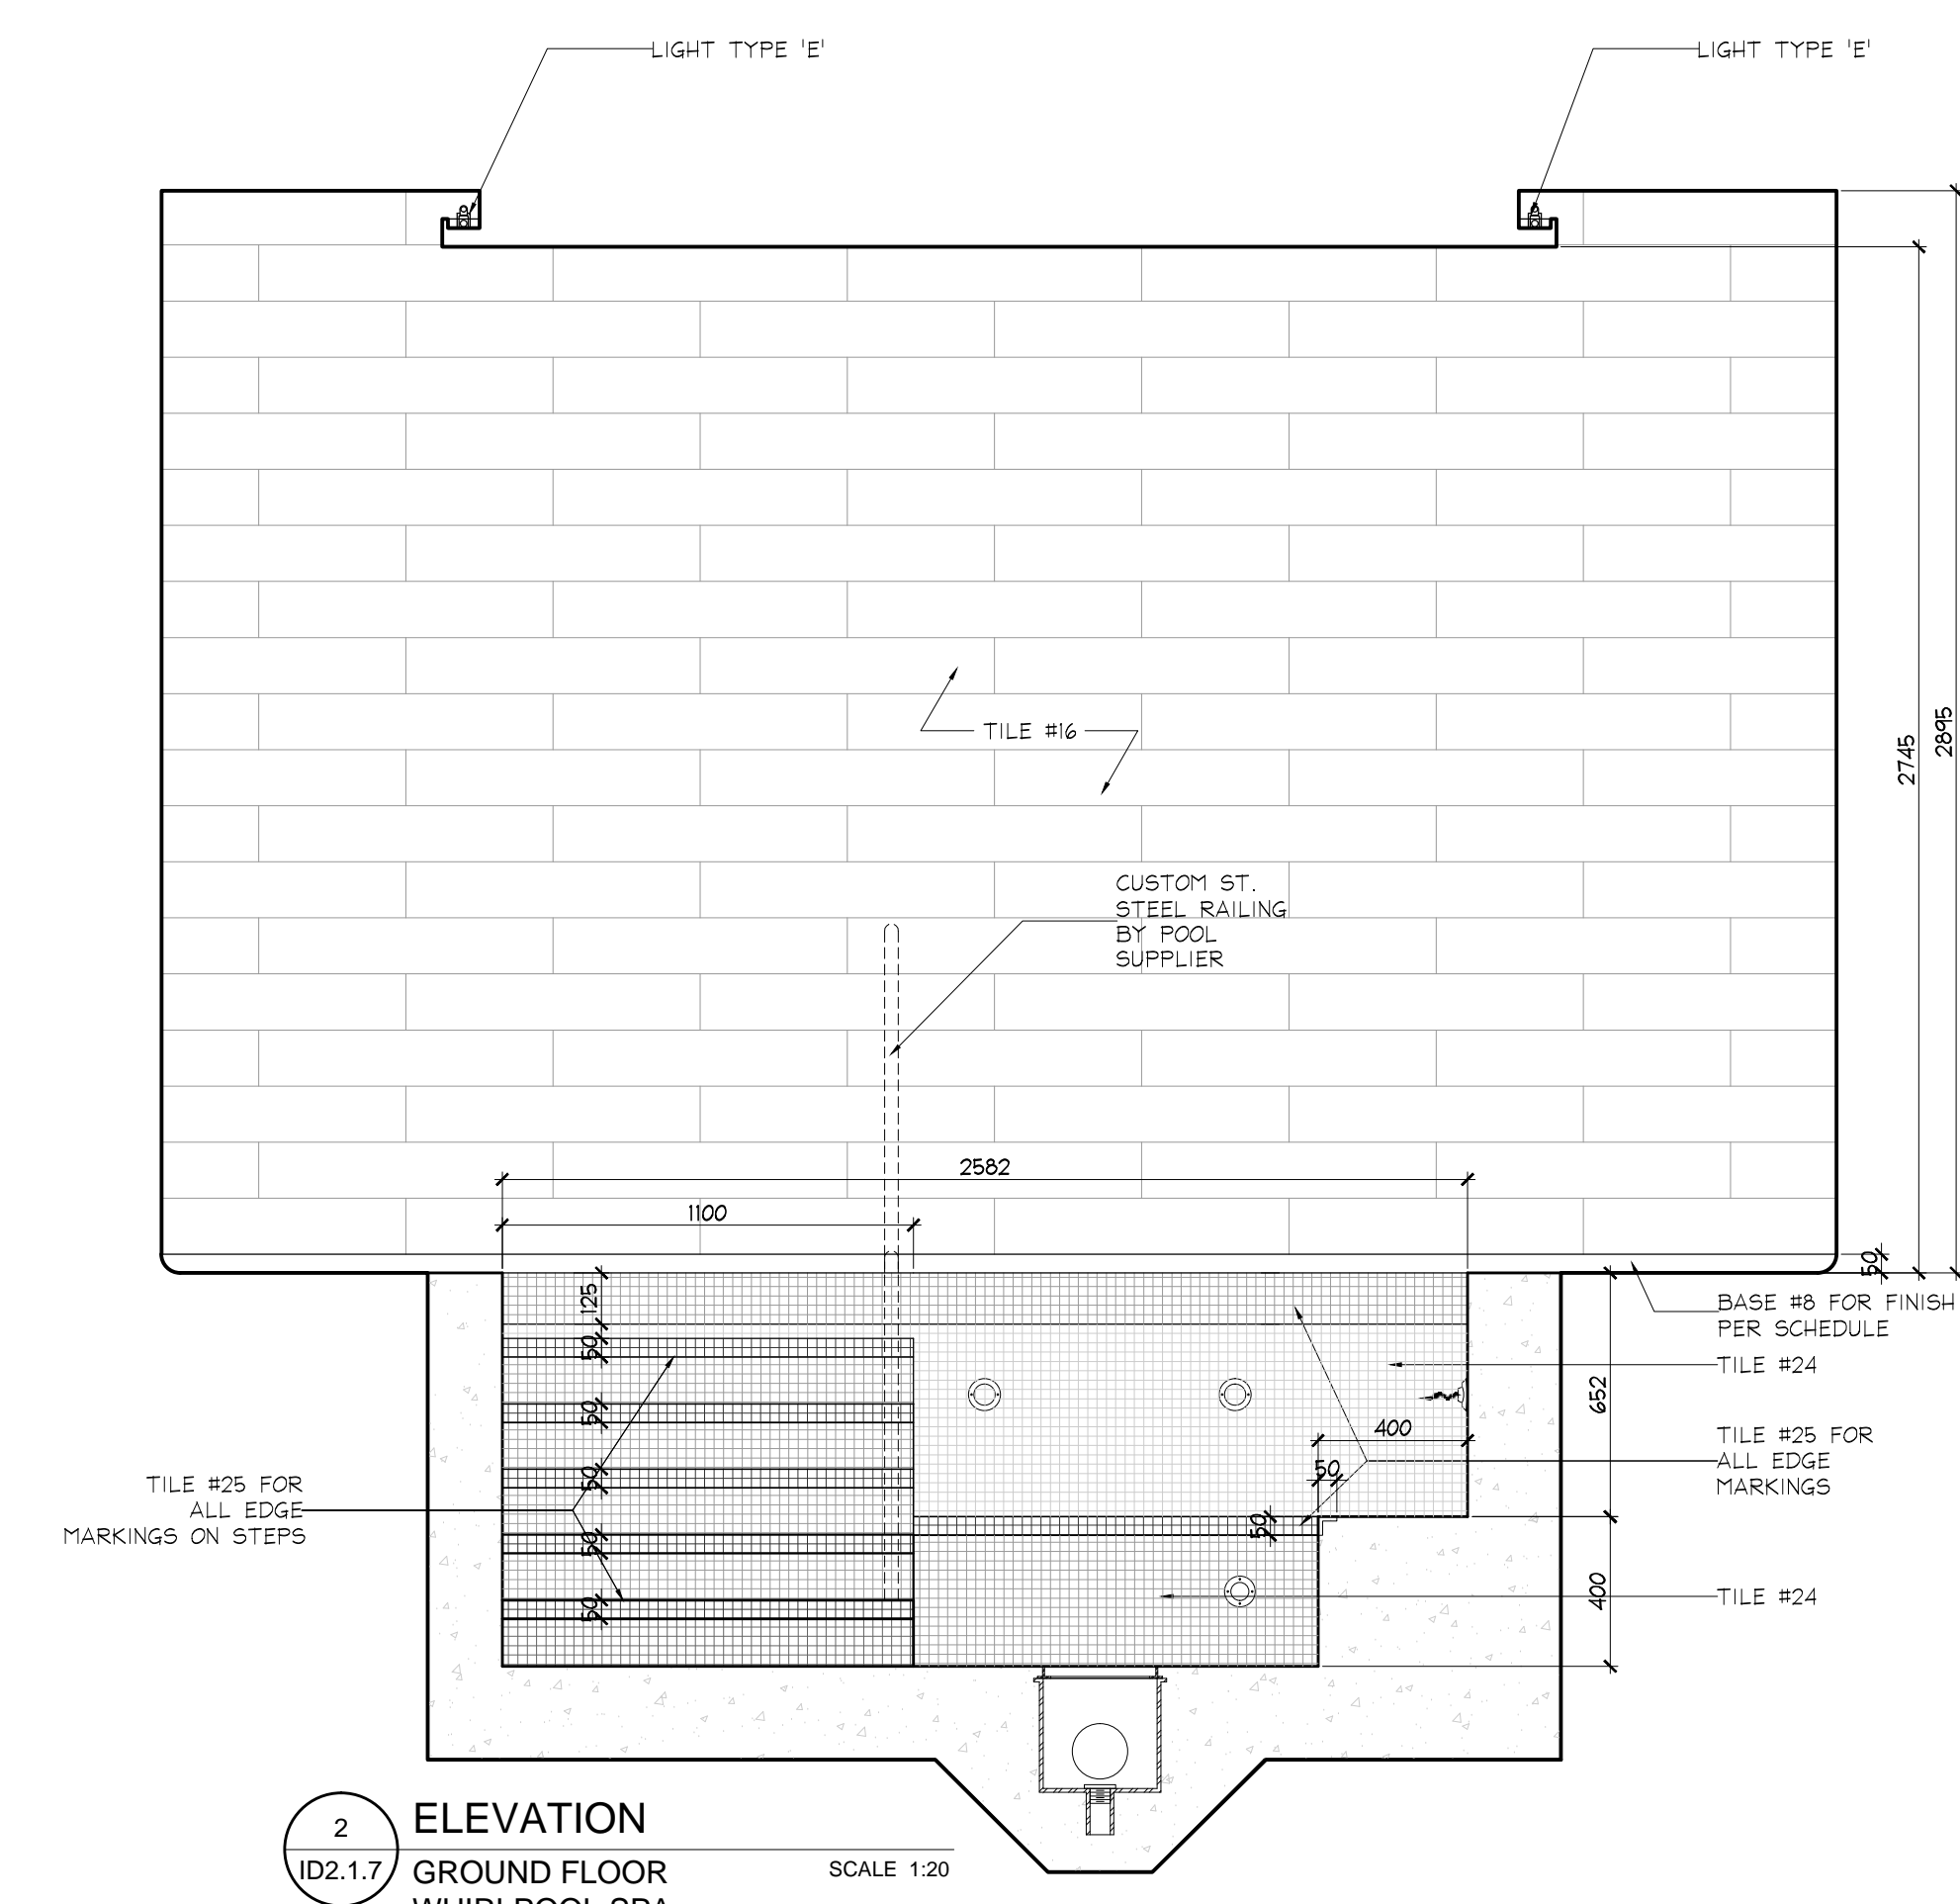 LIGHT TYPE 'E'
LIGHT TYPE 'E'
2745
2895
TILE #16
CUSTOM ST.
STEEL RAILING
BY POOL
SUPPLIER
2582
1100
50
125
BASE #8 FOR FINISH
PER SCHEDULE
50
TILE #24
652
50
400
TILE #25 FOR
ALL EDGE
MARKINGS
50
50
TILE #25 FOR
ALL EDGE
MARKINGS ON STEPS
50
50
50
400
TILE #24
2
ID2.1.7
ELEVATION
GROUND FLOOR
SCALE 1:20
WHIRLPOOL SPA